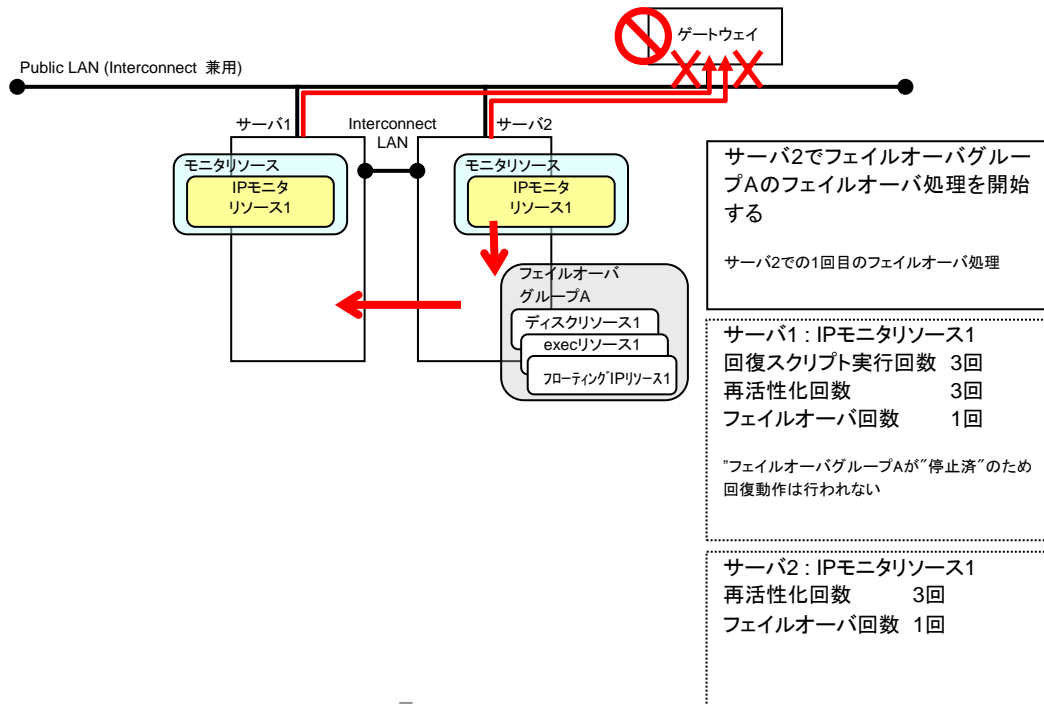 ゲートウェイ
Public LAN (Interconnect 兼用)
サーバ1
Interconnect
LAN
サーバ2
モニタリソース
IPモニタ
リソース1
モニタリソース
IPモニタ
リソース1
フェイルオーバ
グループA
ディスクリソース1
execリソース1
フローティングIPリソース1
サーバ2でフェイルオーバグルー
プAのフェイルオーバ処理を開始
する
サーバ2での1回目のフェイルオーバ処理
サーバ1 : IPモニタリソース1
回復スクリプト実行回数 3回
再活性化回数 3回
フェイルオーバ回数 1回
”フェイルオーバグループAが”停止済”のため
回復動作は行われない
サーバ2 : IPモニタリソース1
再活性化回数 3回
フェイルオーバ回数 1回